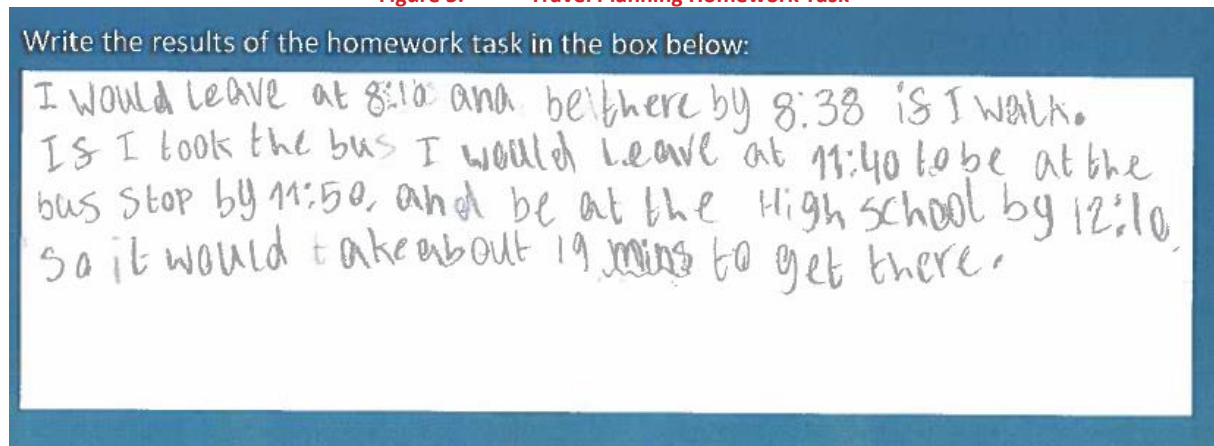 Write the results of the homework task in the box below:
I would leave at 8:10 and be there by 8:38 is I walk.
Is I took the bus I would leave at 11:40 to be at the
bus stop by 11:50, and be at the High school by 12:10,
so it would take about 19 mins to get there.